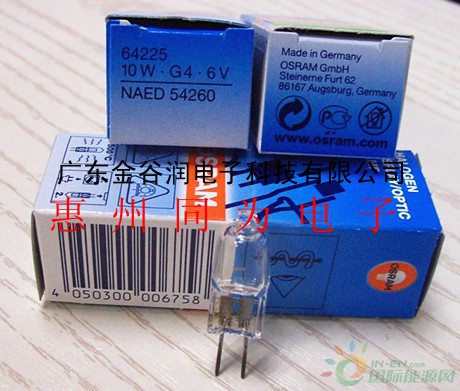 64225
10W · G4 · 6V
NAED 54260
Made in Germany
OSRAM GmbH
Steinerne Furt 62
86167 Augsburg, Germany
www.osram.com
广东金谷润电子科技有限公司
惠州同为电子
OSRAM
HALOGEN
/OPTIC
4 050300 006758
OSRAM
IN-EN.com
国际能源网